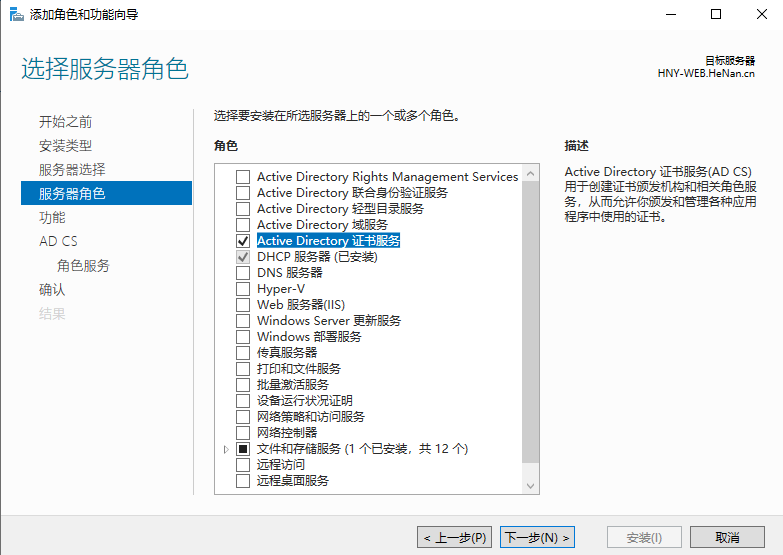 添加角色和功能向导
选择服务器角色
目标服务器
HNY-WEB.HeNan.cn
开始之前
安装类型
服务器选择
服务器角色
功能
AD CS
角色服务
确认
结果
选择要安装在所选服务器上的一个或多个角色。
角色
Active Directory Rights Management Services
Active Directory 联合身份验证服务
Active Directory 轻型目录服务
Active Directory 域服务
Active Directory 证书服务
DHCP 服务器 (已安装)
DNS 服务器
Hyper-V
Web 服务器(IIS)
Windows Server 更新服务
Windows 部署服务
传真服务器
打印和文件服务
批量激活服务
设备运行状况证明
网络策略和访问服务
网络控制器
文件和存储服务 (1 个已安装，共 12 个)
远程访问
远程桌面服务
描述
Active Directory 证书服务(AD CS)
用于创建证书颁发机构和相关角色服
务，从而允许你颁发和管理各种应用
程序中使用的证书。
< 上一步(P)
下一步(N) >
安装(I)
取消